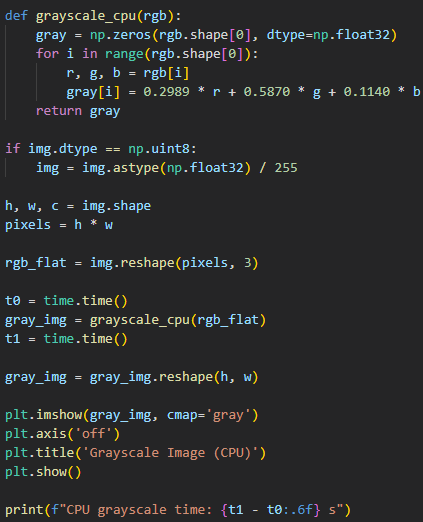 def grayscale_cpu(rgb):
    gray = np.zeros(rgb.shape[0], dtype=np.float32)
    for i in range(rgb.shape[0]):
        r, g, b = rgb[i]
        gray[i] = 0.2989 * r + 0.5870 * g + 0.1140 * b
    return gray

if img.dtype == np.uint8:
    img = img.astype(np.float32) / 255

h, w, c = img.shape
pixels = h * w

rgb_flat = img.reshape(pixels, 3)

t0 = time.time()
gray_img = grayscale_cpu(rgb_flat)
t1 = time.time()

gray_img = gray_img.reshape(h, w)

plt.imshow(gray_img, cmap='gray')
plt.axis('off')
plt.title('Grayscale Image (CPU)')
plt.show()

print(f"CPU grayscale time: {t1 - t0:.6f} s")